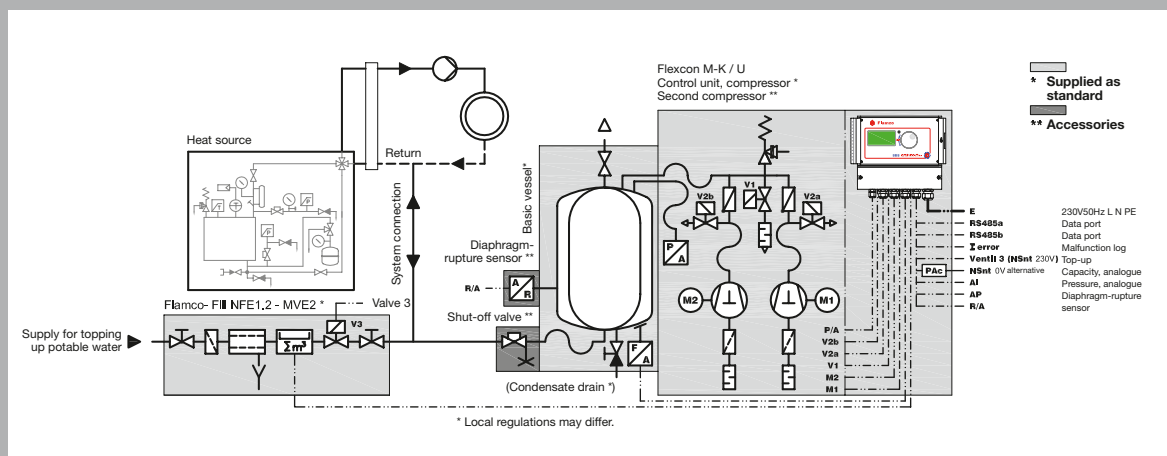 Flexcon M-K / U
Control unit, compressor *
Second compressor **
* Supplied as
standard
** Accessories
Flamco
Heat source
Return
System connection
Basic vessel*
Diaphragm-
rupture sensor **
R/A
A
R
Shut-off valve **
P
A
F
A
(Condensate drain *)
V2b
V1
V2a
M2
M1
Flamco- Fill NFE1.2 - MVE2 *
Valve 3
V3
Σm³
Supply for topping
up potable water
P/A
V2b
V2a
V1
M2
M1
E 230V50Hz L N PE
RS485a Data port
RS485b Data port
Σ error Malfunction log
Ventil 3 (NSnt 230V) Top-up
PAc NSnt 0V alternative Capacity, analogue
AI Pressure, analogue
AP Diaphragm-rupture
R/A sensor
* Local regulations may differ.